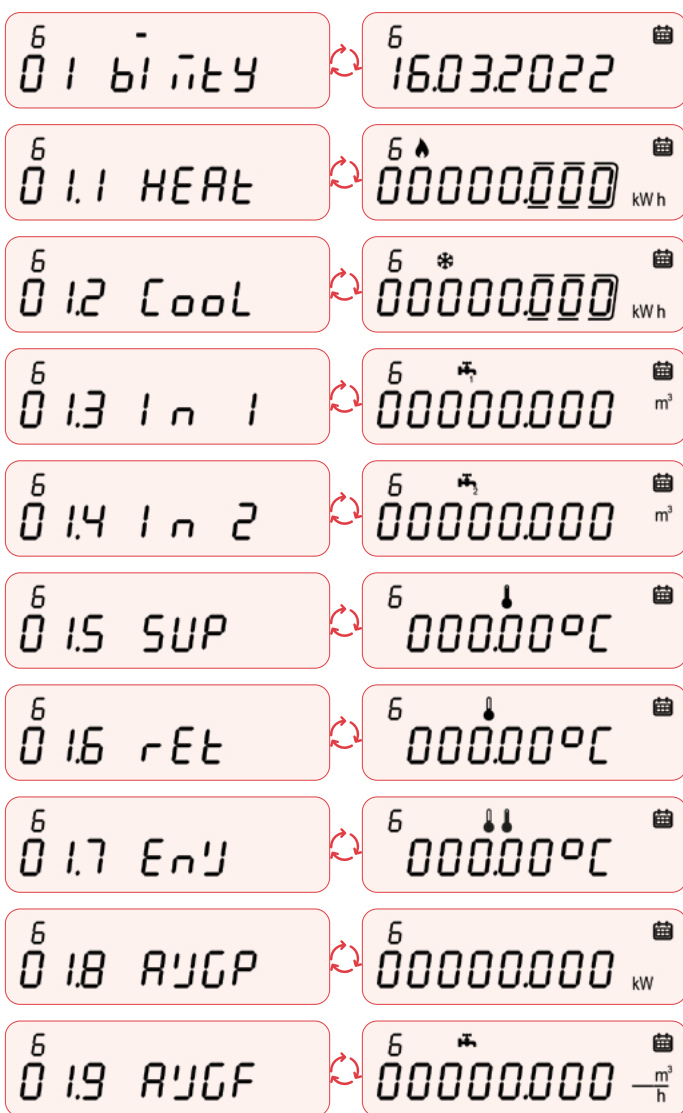 6
01 bImtY
6
16.03.2022
6
01.1 HEAt
6
00000.000 kWh
6
01.2 CooL
6
00000.000 kWh
6
01.3 In 1
6 1
00000.000 m³
6
01.4 In 2
6 2
00000.000 m³
6
01.5 SUP
6
000.00°C
6
01.6 rEt
6
000.00°C
6
01.7 EnV
6
000.00°C
6
01.8 AVGP
6
00000.000 kW
6
01.9 AVGF
6
00000.000 m³/h